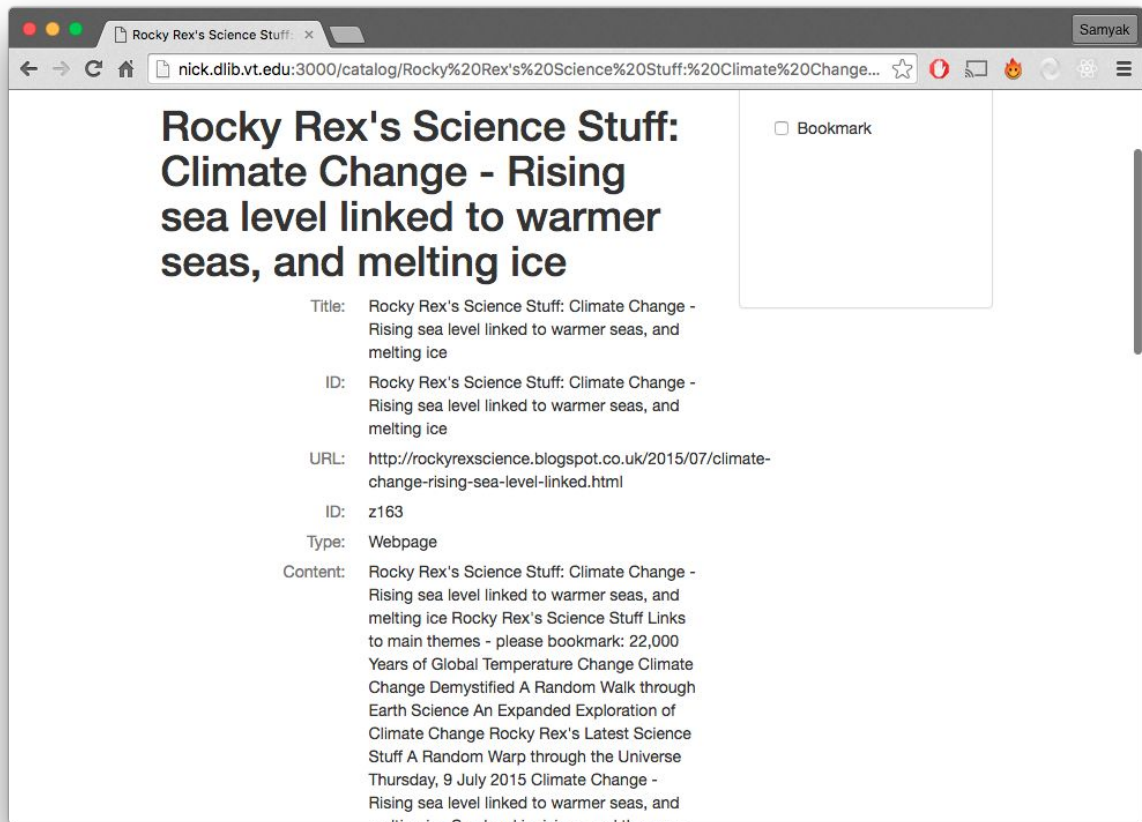 Rocky Rex's Science Stuff:
Samyak
nick.dlib.vt.edu:3000/catalog/Rocky%20Rex's%20Science%20Stuff:%20Climate%20Change...
Rocky Rex's Science Stuff:
Climate Change - Rising
sea level linked to warmer
seas, and melting ice
Bookmark
Title: Rocky Rex's Science Stuff: Climate Change -
Rising sea level linked to warmer seas, and
melting ice
ID: Rocky Rex's Science Stuff: Climate Change -
Rising sea level linked to warmer seas, and
melting ice
URL: http://rockyrexscience.blogspot.co.uk/2015/07/climate-
change-rising-sea-level-linked.html
ID: z163
Type: Webpage
Content: Rocky Rex's Science Stuff: Climate Change -
Rising sea level linked to warmer seas, and
melting ice Rocky Rex's Science Stuff Links
to main themes - please bookmark: 22,000
Years of Global Temperature Change Climate
Change Demystified A Random Walk through
Earth Science An Expanded Exploration of
Climate Change Rocky Rex's Latest Science
Stuff A Random Warp through the Universe
Thursday, 9 July 2015 Climate Change -
Rising sea level linked to warmer seas, and